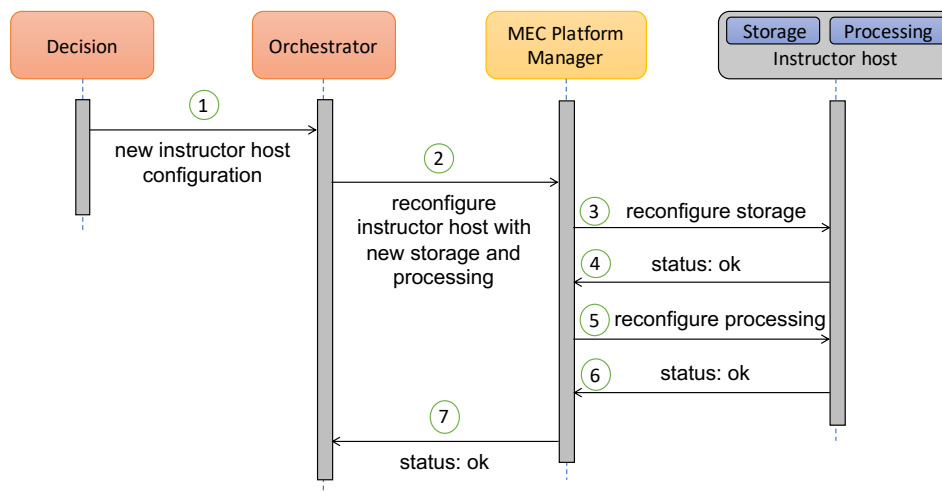 Decision
Orchestrator
MEC Platform
Manager
Storage
Processing
Instructor host
1
new instructor host
configuration
2
reconfigure
instructor host with
new storage and
processing
3
reconfigure storage
4
status: ok
5
reconfigure processing
6
status: ok
7
status: ok